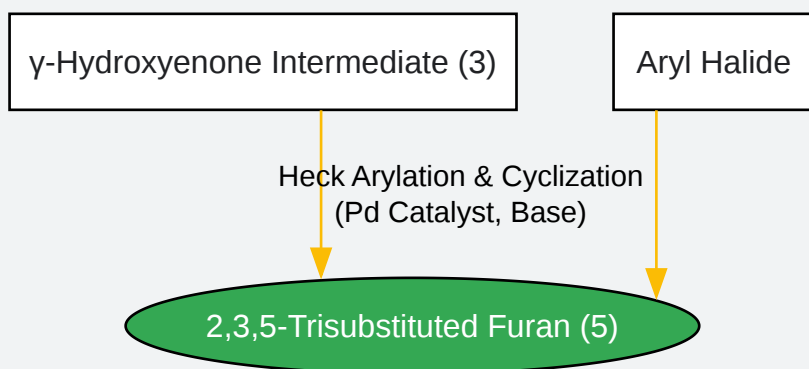 γ-Hydroxyenone Intermediate (3)
Aryl Halide
Heck Arylation & Cyclization
(Pd Catalyst, Base)
2,3,5-Trisubstituted Furan (5)